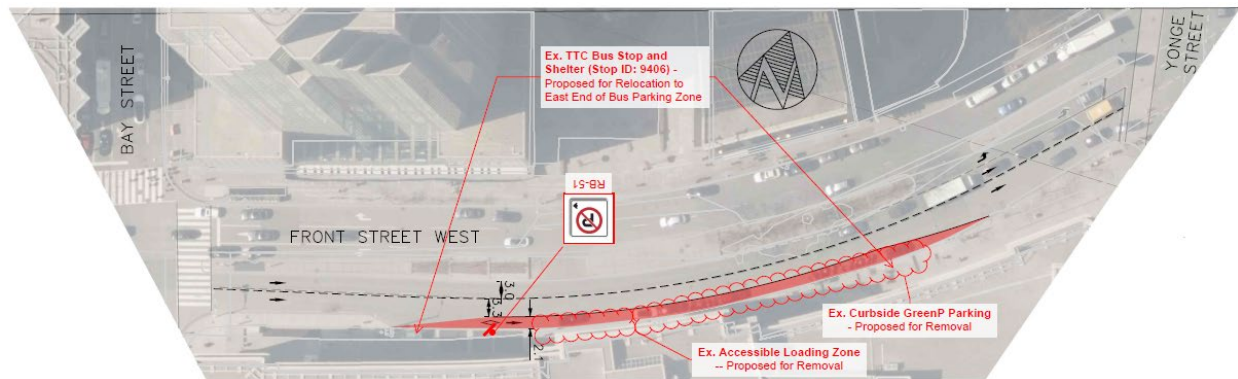 BAY STREET
YONGE
STREET
Ex. TTC Bus Stop and
Shelter (Stop ID: 9406) -
Proposed for Relocation to
East End of Bus Parking Zone
RB-51
P
FRONT STREET WEST
3.0
3.3
Ex. Curbside GreenP Parking
- Proposed for Removal
Ex. Accessible Loading Zone
-- Proposed for Removal